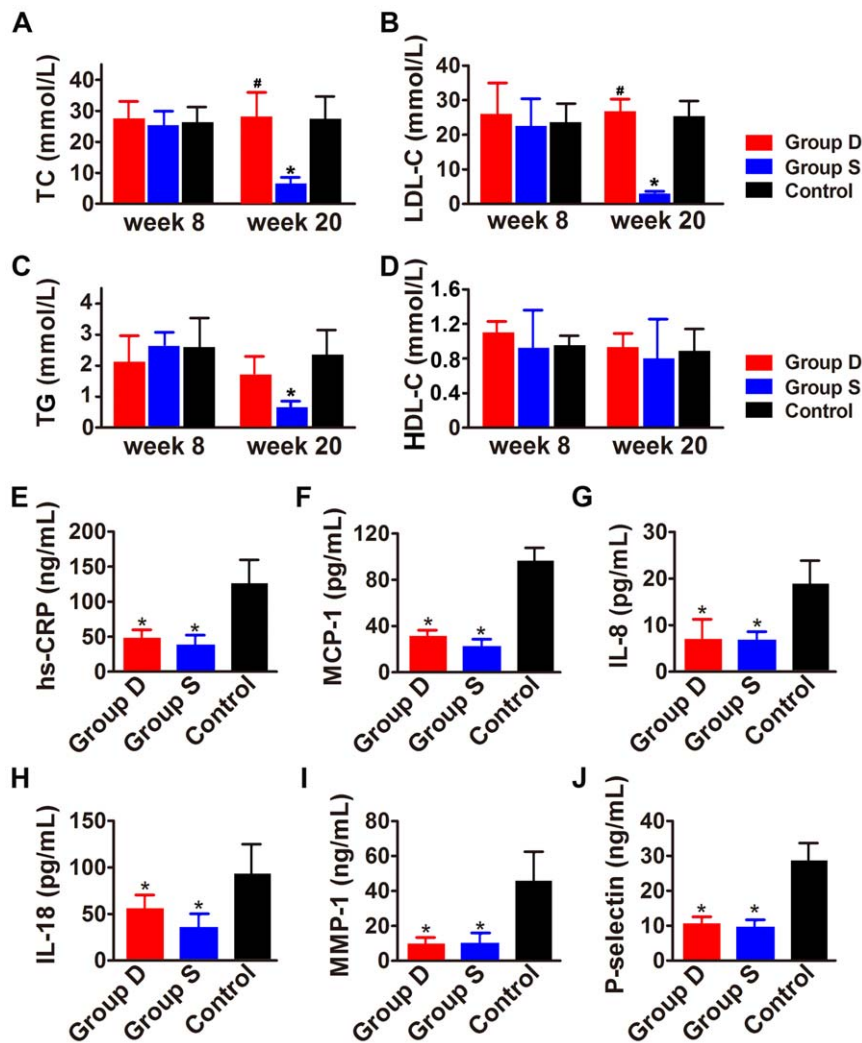 A
TC (mmol/L)
50
40
30
20
10
0
#
*
week 8
week 20
B
LDL-C (mmol/L)
40
30
20
10
0
#
*
week 8
week 20
Group D
Group S
Control
C
TG (mmol/L)
4
3
2
1
0
*
week 8
week 20
D
HDL-C (mmol/L)
1.6
1.2
0.8
0.4
0
week 8
week 20
Group D
Group S
Control
E
hs-CRP (ng/mL)
200
150
100
50
0
*
*
Group D
Group S
Control
F
MCP-1 (pg/mL)
120
80
40
0
*
*
Group D
Group S
Control
G
IL-8 (pg/mL)
30
20
10
0
*
*
Group D
Group S
Control
H
IL-18 (pg/mL)
150
100
50
0
*
*
Group D
Group S
Control
I
MMP-1 (ng/mL)
80
60
40
20
0
*
*
Group D
Group S
Control
J
P-selectin (ng/mL)
40
30
20
10
0
*
*
Group D
Group S
Control